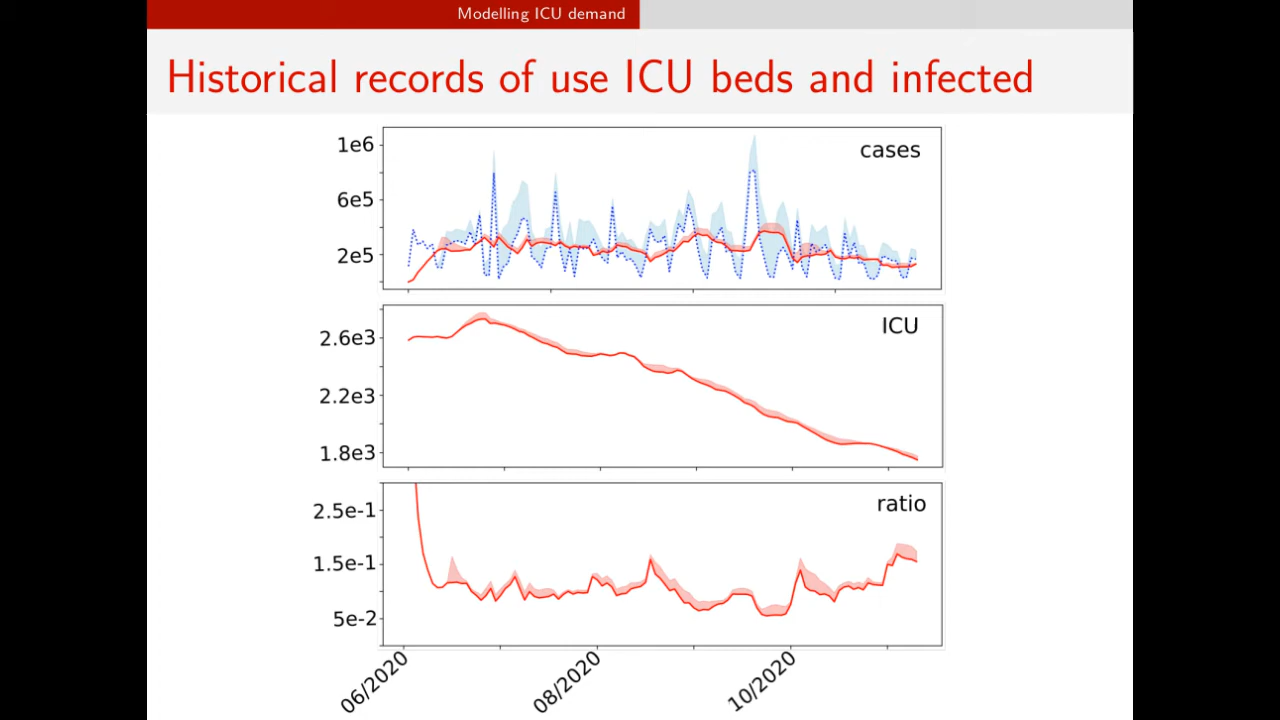 Modelling ICU demand
Historical records of use ICU beds and infected
cases
1e6
6e5
2e5
ICU
2.6e3
2.2e3
1.8e3
ratio
2.5e-1
1.5e-1
5e-2
06/2020
08/2020
10/2020